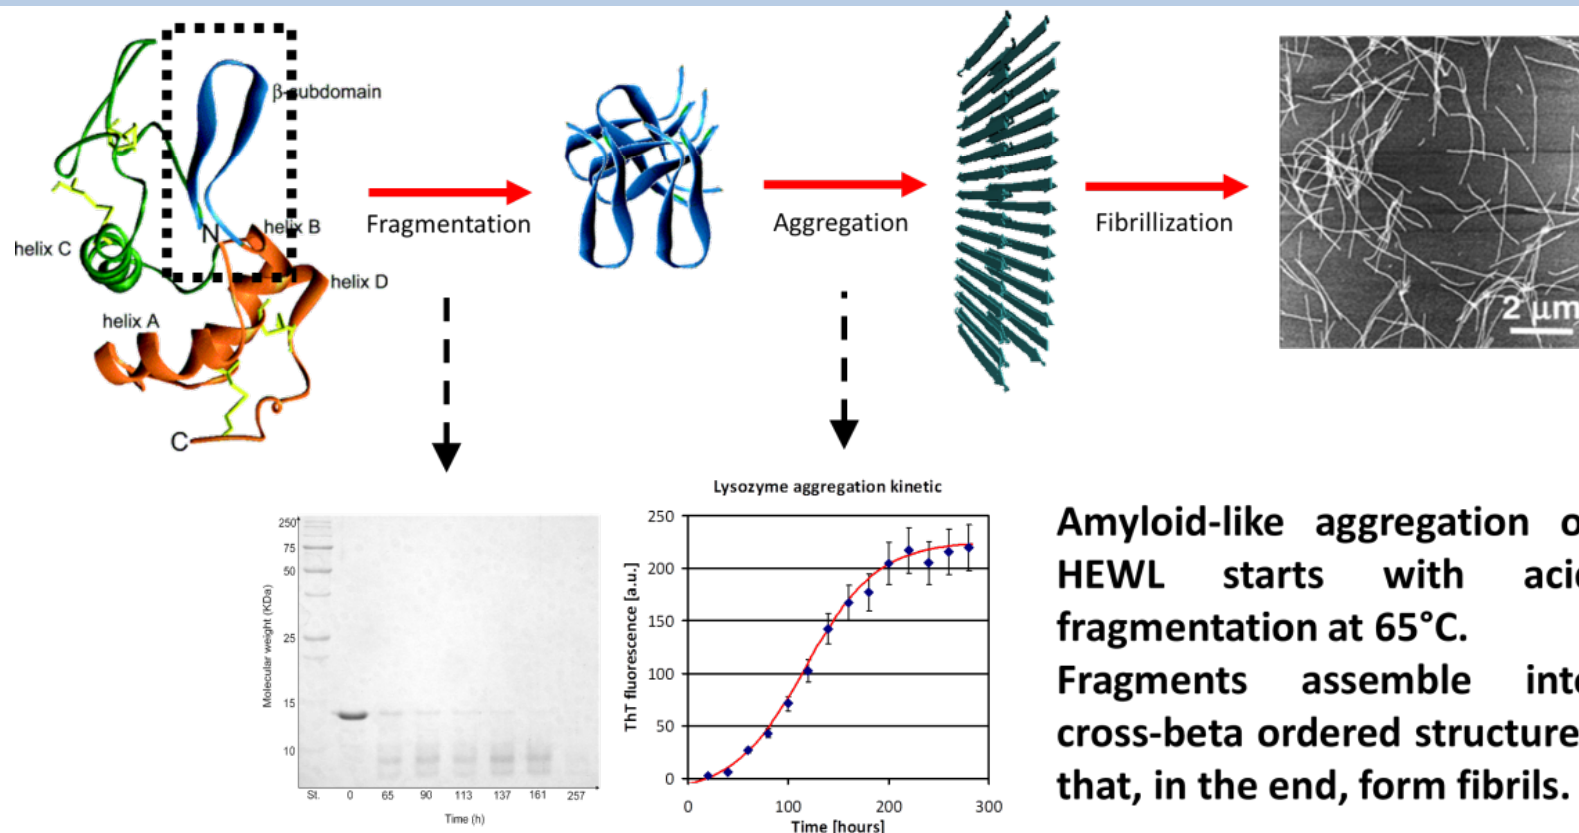 β-subdomain
N
helix B
helix C
helix D
helix A
C
Fragmentation
Aggregation
Fibrillization
2 µm
Molecular weight (KDa)
250
75
50
25
15
10
St. 0 65 90 113 137 161 257
Time (h)
Lysozyme aggregation kinetic
ThT fluorescence [a.u.]
250
200
150
100
50
0
0 100 200 300
Time [hours]
Amyloid-like aggregation o
HEWL starts with aci
fragmentation at 65°C.
Fragments assemble int
cross-beta ordered structure
that, in the end, form fibrils.